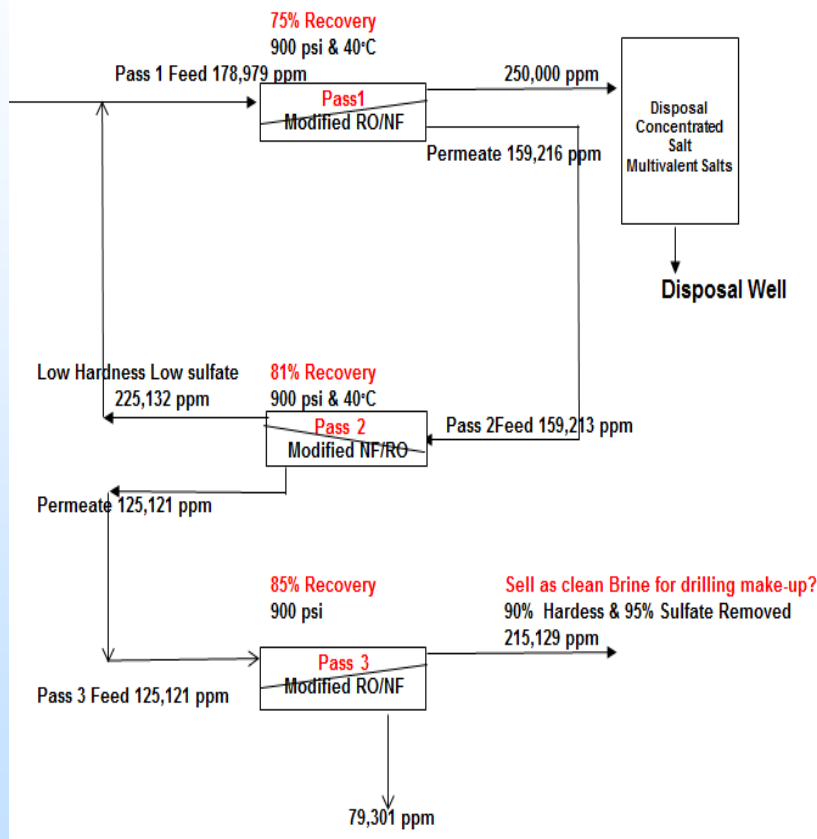 75% Recovery
900 psi & 40°C
Pass 1 Feed 178,979 ppm
250,000 ppm
Pass1
Modified RO/NF
Disposal
Concentrated
Salt
Multivalent Salts
Permeate 159,216 ppm
Disposal Well
Low Hardness Low sulfate
225,132 ppm
81% Recovery
900 psi & 40°C
Pass 2
Modified NF/RO
Pass 2Feed 159,213 ppm
Permeate 125,121 ppm
85% Recovery
900 psi
Sell as clean Brine for drilling make-up?
90% Hardess & 95% Sulfate Removed
215,129 ppm
Pass 3
Modified RO/NF
Pass 3 Feed 125,121 ppm
79,301 ppm